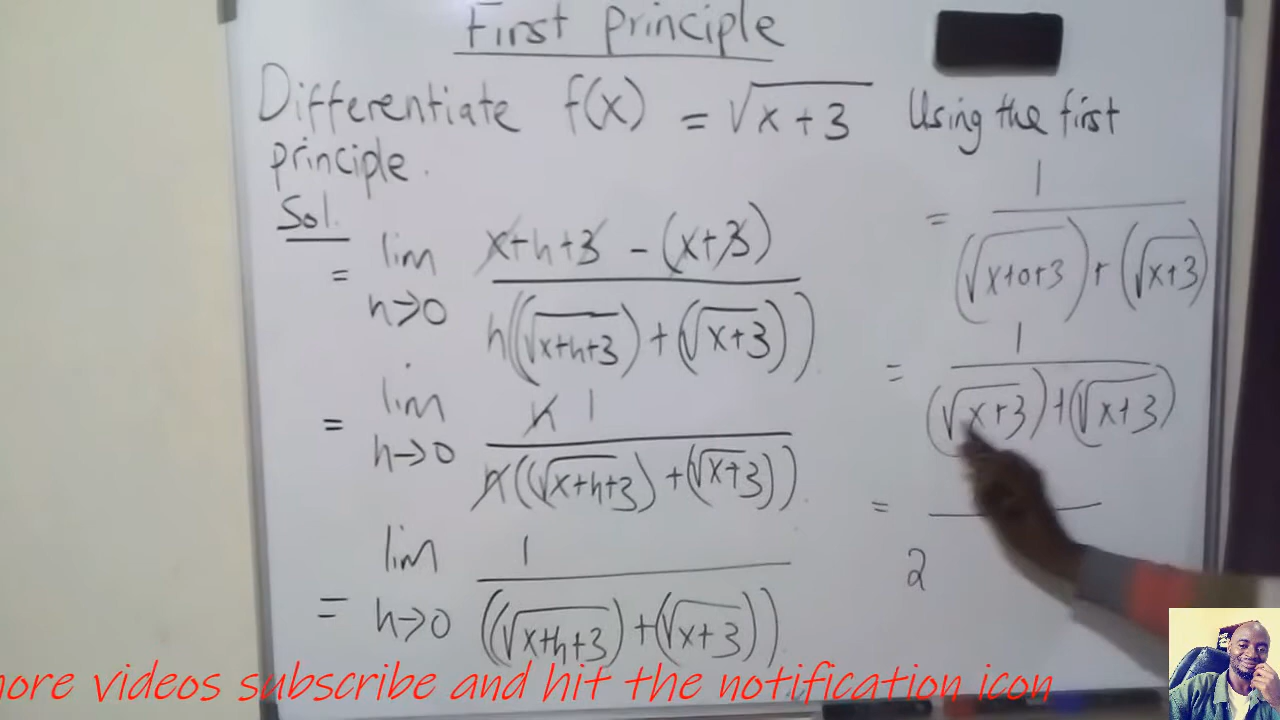 First principle
Differentiate f(x) = √x+3 Using the first
principle.
Sol.
= lim h→0 x+h+3 - (x+3) / h((√x+h+3) + (√x+3))
= lim h→0 h 1 / h((√x+h+3) + (√x+3))
= lim h→0 1 / ((√x+h+3) + (√x+3))
= 1 / (√x+0+3) + (√x+3)
= 1 / (√x+3) + (√x+3)
= / 2
more videos subscribe and hit the notification icon